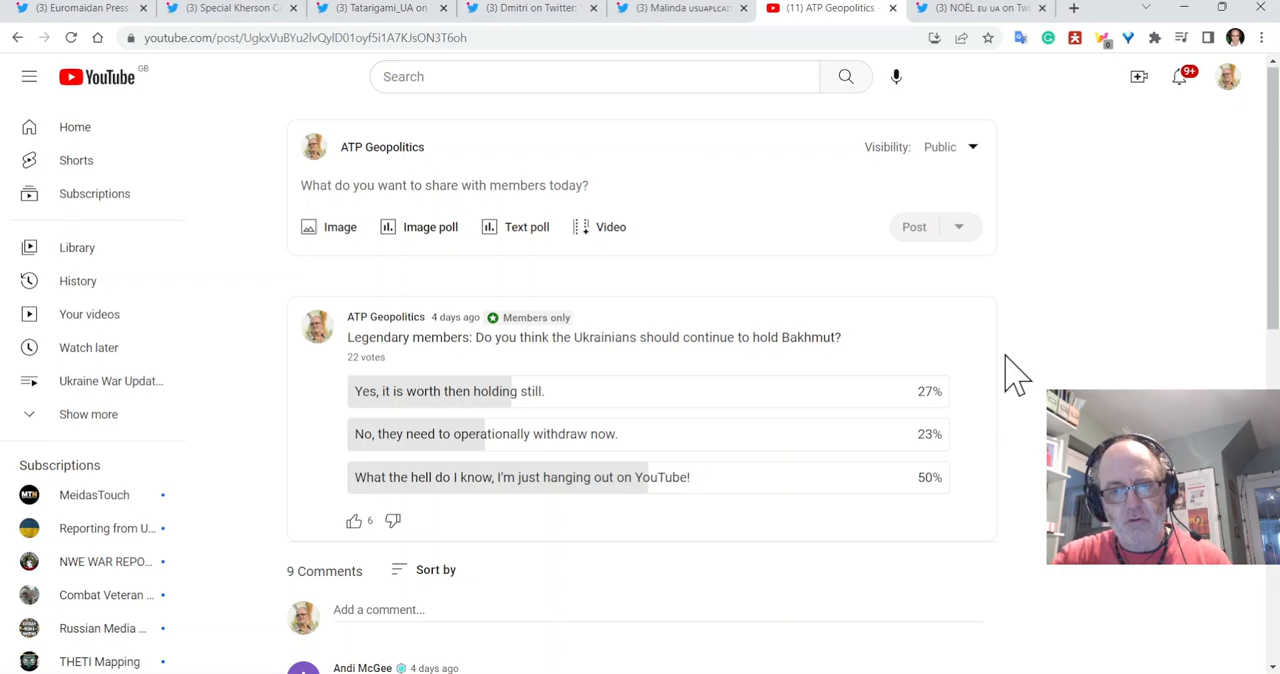 (3) Euromaidan Press
(3) Special Kherson C
(3) Tatarigami_UA on
(3) Dmitri on Twitter:
(3) Malinda
(11) ATP Geopolitics -
(3) NOËL EU UA on Tw
youtube.com/post/UgkxVuBYu2lvQylD01oyf5i1A7KJsON3T6oh
YouTube GB
Search
9+
Home
Shorts
Subscriptions
Library
History
Your videos
Watch later
Ukraine War Updat...
Show more
Subscriptions
MeidasTouch
Reporting from U...
NWE WAR REPO...
Combat Veteran ...
Russian Media ...
THETI Mapping
ATP Geopolitics
Visibility: Public
What do you want to share with members today?
Image
Image poll
Text poll
Video
Post
ATP Geopolitics 4 days ago Members only
Legendary members: Do you think the Ukrainians should continue to hold Bakhmut?
22 votes
Yes, it is worth then holding still. 27%
No, they need to operationally withdraw now. 23%
What the hell do I know, I'm just hanging out on YouTube! 50%
6
9 Comments
Sort by
Add a comment...
Andi McGee 4 days ago